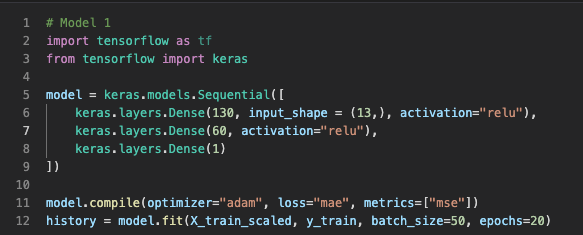 1 # Model 1
2 import tensorflow as tf
3 from tensorflow import keras
4
5 model = keras.models.Sequential([
6     keras.layers.Dense(130, input_shape = (13,), activation="relu"),
7     keras.layers.Dense(60, activation="relu"),
8     keras.layers.Dense(1)
9 ])
10
11 model.compile(optimizer="adam", loss="mae", metrics=["mse"])
12 history = model.fit(X_train_scaled, y_train, batch_size=50, epochs=20)